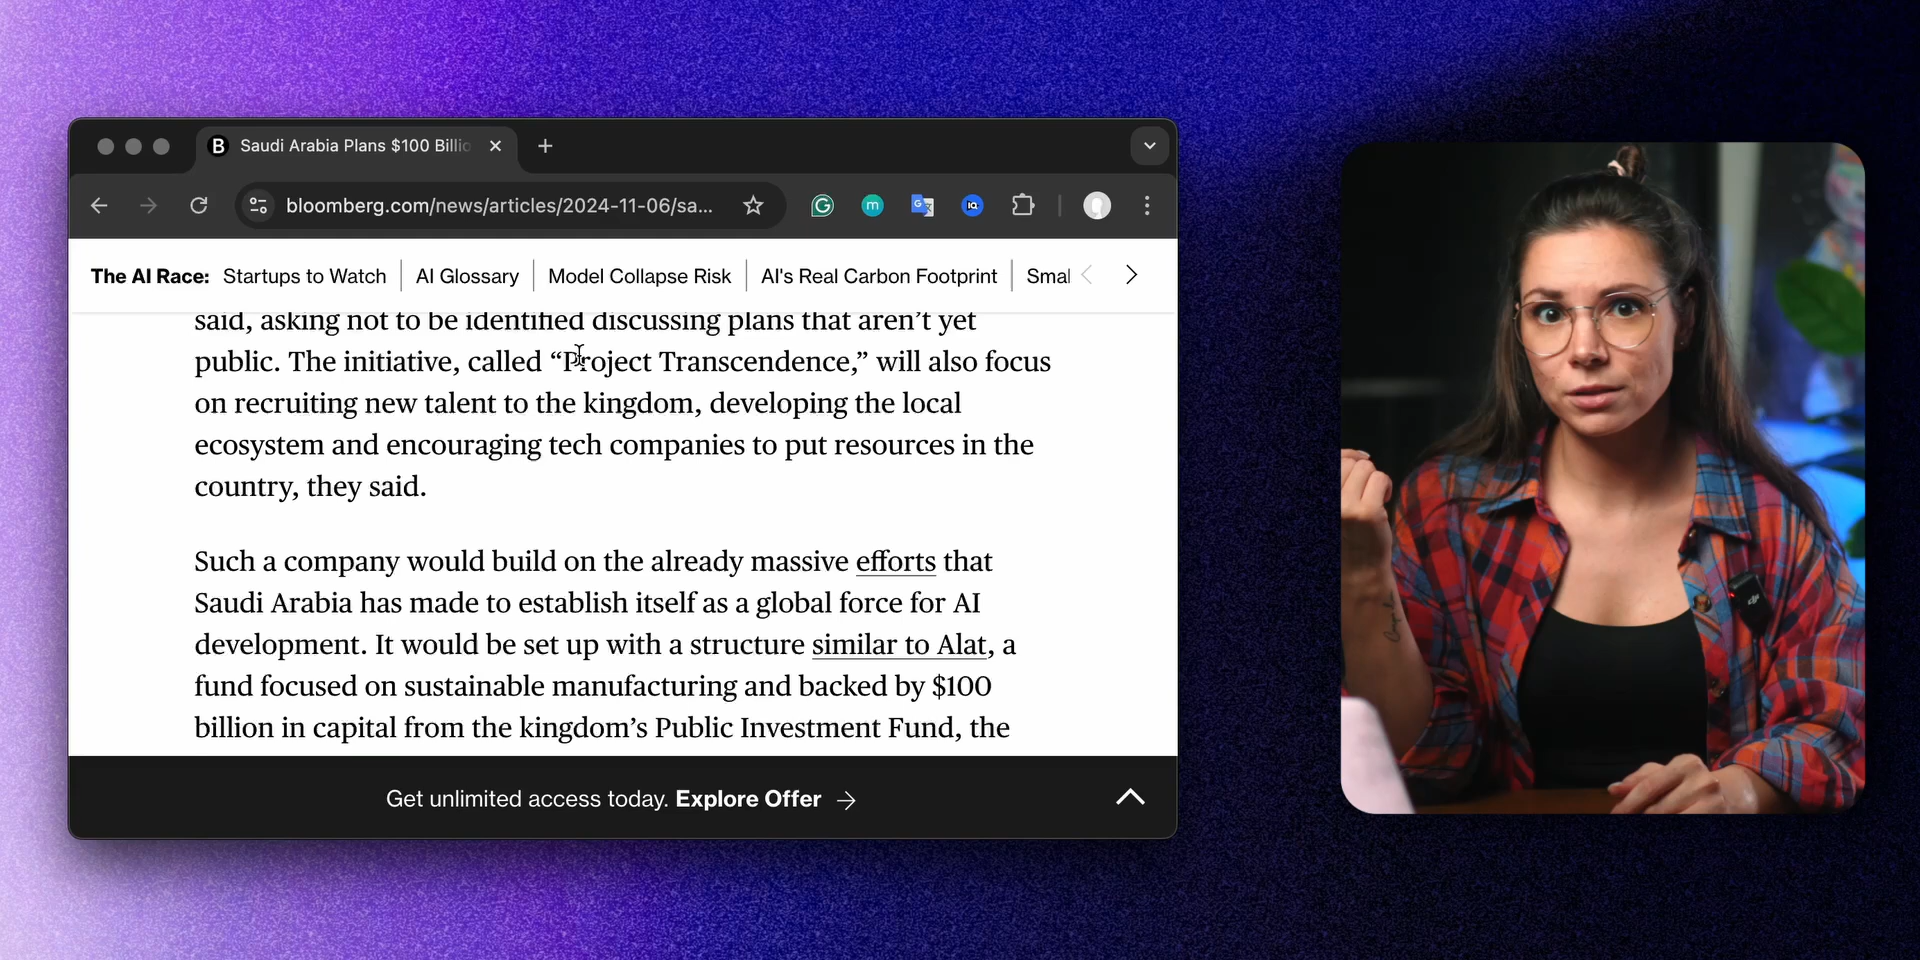 B Saudi Arabia Plans $100 Billio
bloomberg.com/news/articles/2024-11-06/sa...
The AI Race: Startups to Watch AI Glossary Model Collapse Risk AI's Real Carbon Footprint Smal
said, asking not to be identified discussing plans that aren’t yet
public. The initiative, called “Project Transcendence,” will also focus
on recruiting new talent to the kingdom, developing the local
ecosystem and encouraging tech companies to put resources in the
country, they said.
Such a company would build on the already massive efforts that
Saudi Arabia has made to establish itself as a global force for AI
development. It would be set up with a structure similar to Alat, a
fund focused on sustainable manufacturing and backed by $100
billion in capital from the kingdom’s Public Investment Fund, the
Get unlimited access today. Explore Offer →